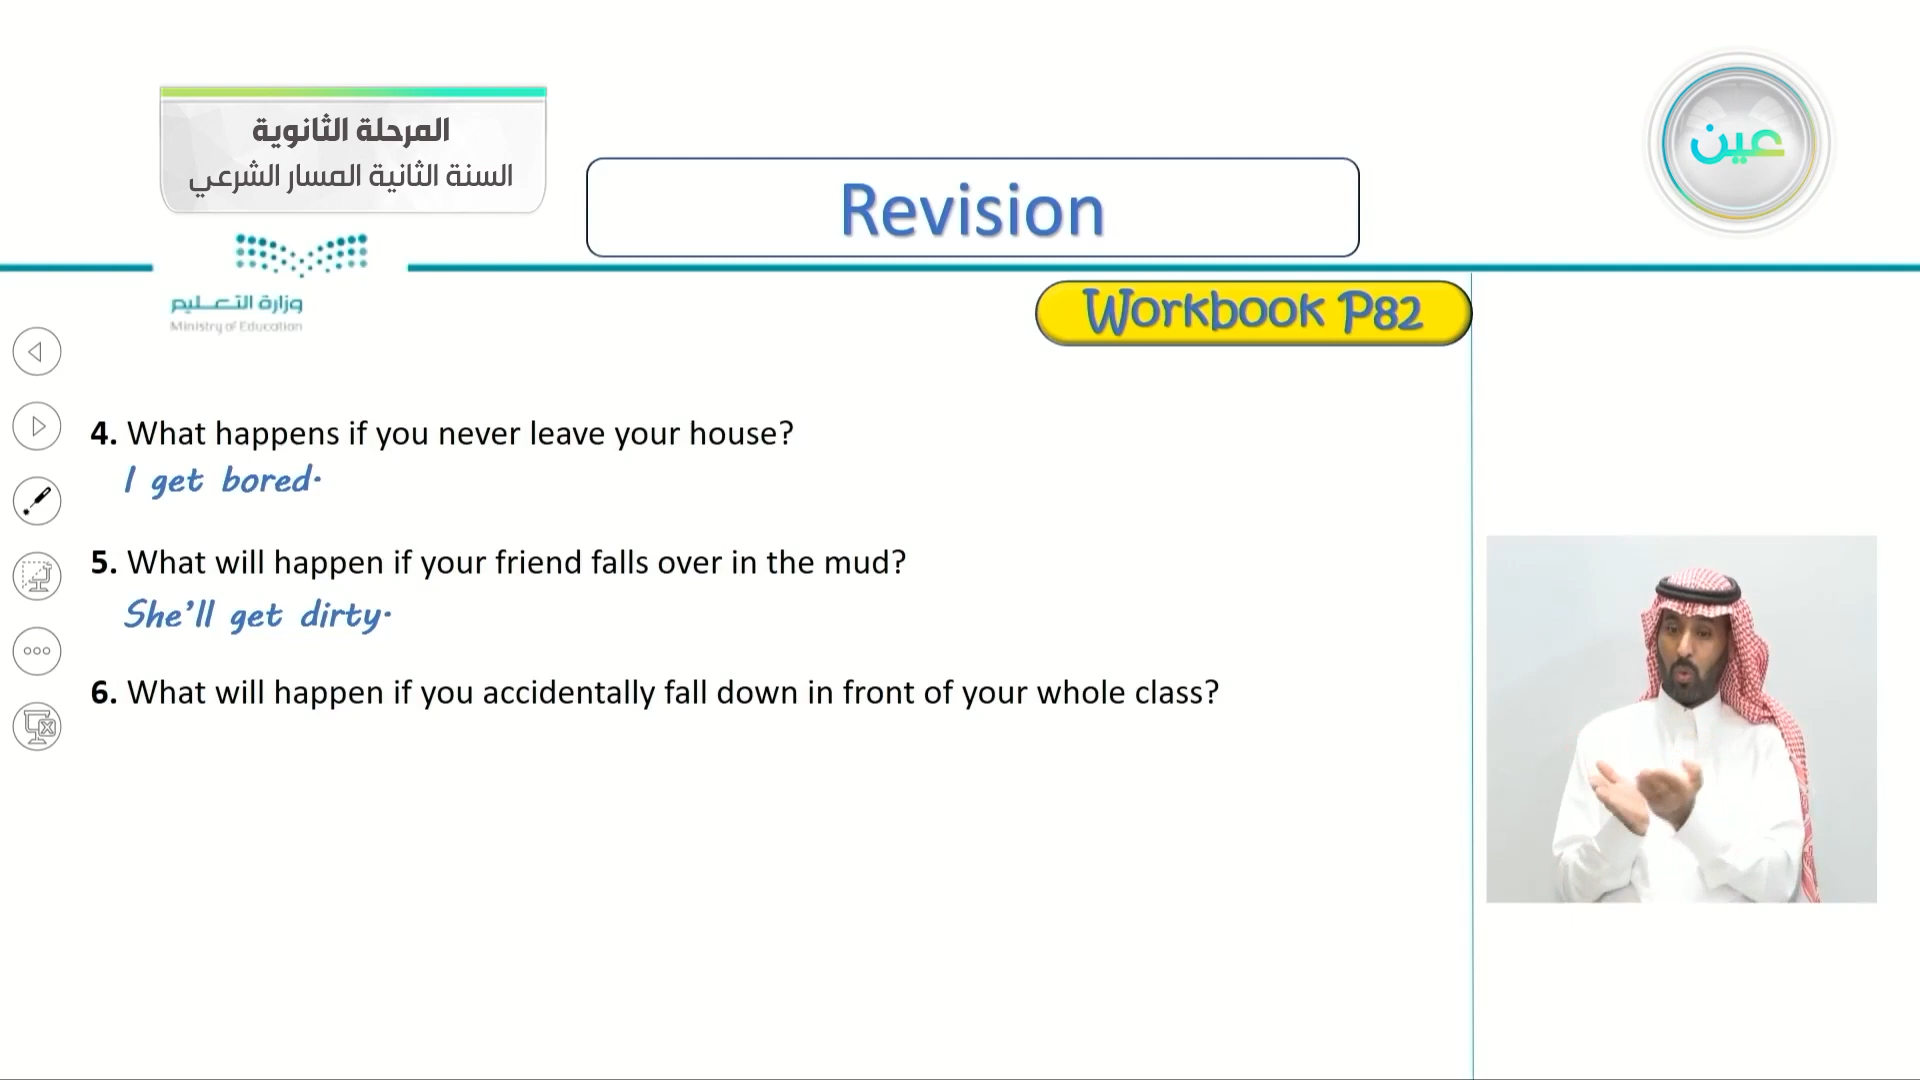 المرحلة الثانوية
السنة الثانية المسار الشرعي
عين
Revision
وزارة التعليم
Ministry of Education
Workbook P82
4. What happens if you never leave your house?
I get bored.
5. What will happen if your friend falls over in the mud?
She'll get dirty.
6. What will happen if you accidentally fall down in front of your whole class?